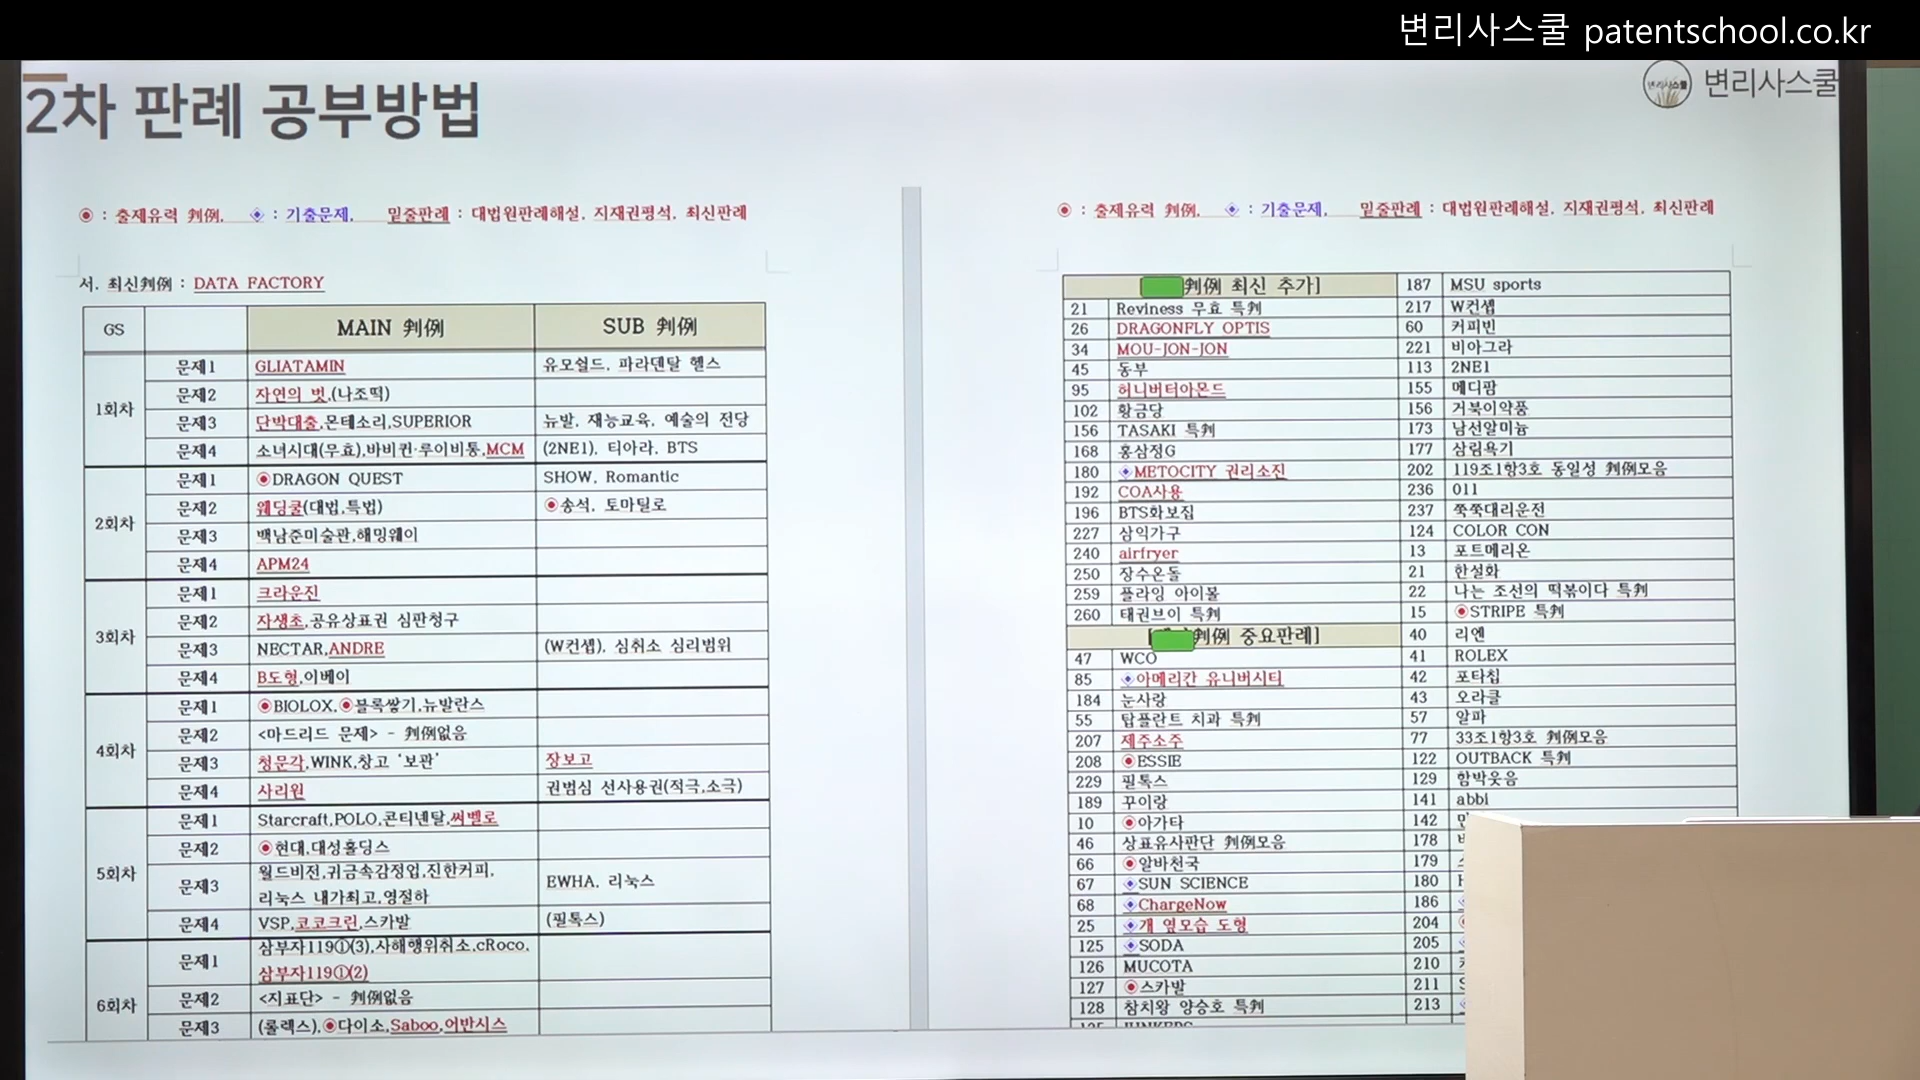 변리사스쿨 patentschool.co.kr
변리사스쿨
2차 판례 공부방법
◉ : 출제유력 判例, ◈ : 기출문제, 밑줄판례 : 대법원판례해설, 지재권평석, 최신판례
서. 최신判例 : DATA FACTORY
GS MAIN 判例 SUB 判例
1회차
문제1 GLIATAMIN 유모쉴드, 파라덴탈 헬스
문제2 자연의 벗,(나조떡)
문제3 단박대출,몬테소리,SUPERIOR 뉴발, 재능교육, 예술의 전당
문제4 소녀시대(무효),바비퀸·루이비통,MCM (2NE1), 티아라, BTS
2회차
문제1 ◉DRAGON QUEST SHOW, Romantic
문제2 웨딩쿨(대법,특법) ◉송석, 토마틸로
문제3 백남준미술관,해밍웨이
문제4 APM24
3회차
문제1 크라운진
문제2 자생초,공유상표권 심판청구
문제3 NECTAR,ANDRE (W컨셉), 심취소 심리범위
문제4 B도형,이베이
4회차
문제1 ◉BIOLOX,◉블록쌓기,뉴발란스
문제2 <마드리드 문제> - 判例없음
문제3 청문각,WINK,창고 ‘보관’ 장보고
문제4 사리원 권범심 선사용권(적극,소극)
5회차
문제1 Starcraft,POLO,콘티넨탈,써벨로
문제2 ◉현대,대성홀딩스
문제3 월드비전,귀금속감정업,진한커피,
리눅스 내가최고,영절하 EWHA, 리눅스
문제4 VSP,코코크린,스카발 (필톡스)
6회차
문제1 삼부자119①(3),사해행위취소,cRoco,
삼부자119①(2)
문제2 <지표단> - 判例없음
문제3 (롤렉스),◉다이소,Saboo,어반시스
◉ : 출제유력 判例, ◈ : 기출문제, 밑줄판례 : 대법원판례해설, 지재권평석, 최신판례
判例 최신 추가]
21 Reviness 무효 특判
26 DRAGONFLY OPTIS
34 MOU-JON-JON
45 동부
95 허니버터아몬드
102 황금당
156 TASAKI 특判
168 홍삼정G
180 ◈METOCITY 권리소진
192 COA사용
196 BTS화보집
227 삼익가구
240 airfryer
250 장수온돌
259 플라잉 아이볼
260 태권브이 특判
判例 중요판례]
47 WCO
85 ◈아메리칸 유니버시티
184 눈사랑
55 탑플란트 치과 특判
207 제주소주
208 ◉ESSIE
229 필톡스
189 꾸이랑
10 ◉아가타
46 상표유사판단 判例모음
66 ◉알바천국
67 ◈SUN SCIENCE
68 ◈ChargeNow
25 ◈개 옆모습 도형
125 ◈SODA
126 MUCOTA
127 ◉스카발
128 참치왕 양승호 특判
187 MSU sports
217 W컨셉
60 커피빈
221 비아그라
113 2NE1
155 메디팜
156 거북이약품
173 남선알미늄
177 삼림욕기
202 119조1항3호 동일성 判例모음
236 011
237 쭉쭉대리운전
124 COLOR CON
13 포트메리온
21 한설화
22 나는 조선의 떡볶이다 특判
15 ◉STRIPE 특判
40 리엔
41 ROLEX
42 포타칩
43 오라클
57 알파
77 33조1항3호 判例모음
122 OUTBACK 특判
129 함박웃음
141 abbi
142
178
179
180
186
204
205
210
211
213